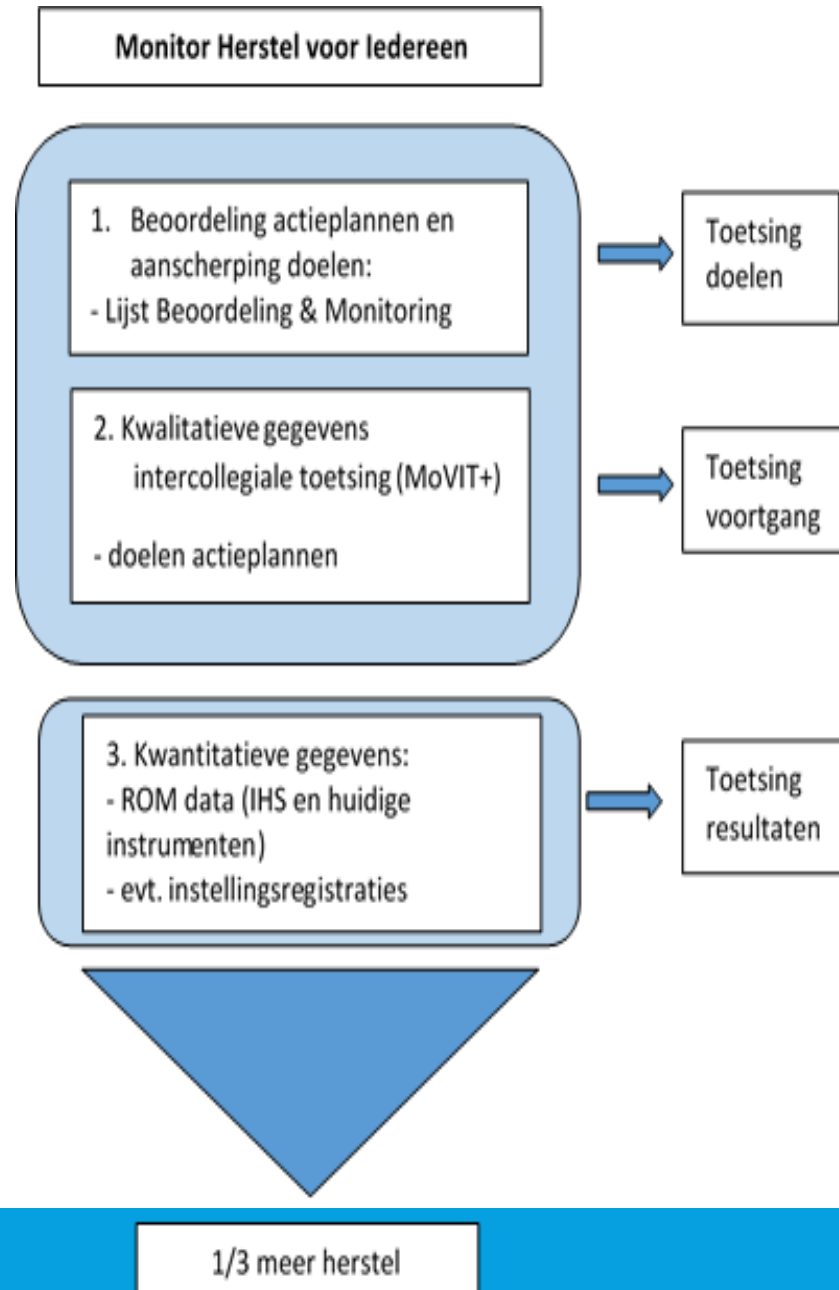 Monitor Herstel voor Iedereen
1. Beoordeling actieplannen en
aanscherping doelen:
- Lijst Beoordeling & Monitoring
Toetsing
doelen
2. Kwalitatieve gegevens
intercollegiale toetsing (MoVIT+)
- doelen actieplannen
Toetsing
voortgang
3. Kwantitatieve gegevens:
- ROM data (IHS en huidige
instrumenten)
- evt. instellingsregistraties
Toetsing
resultaten
1/3 meer herstel